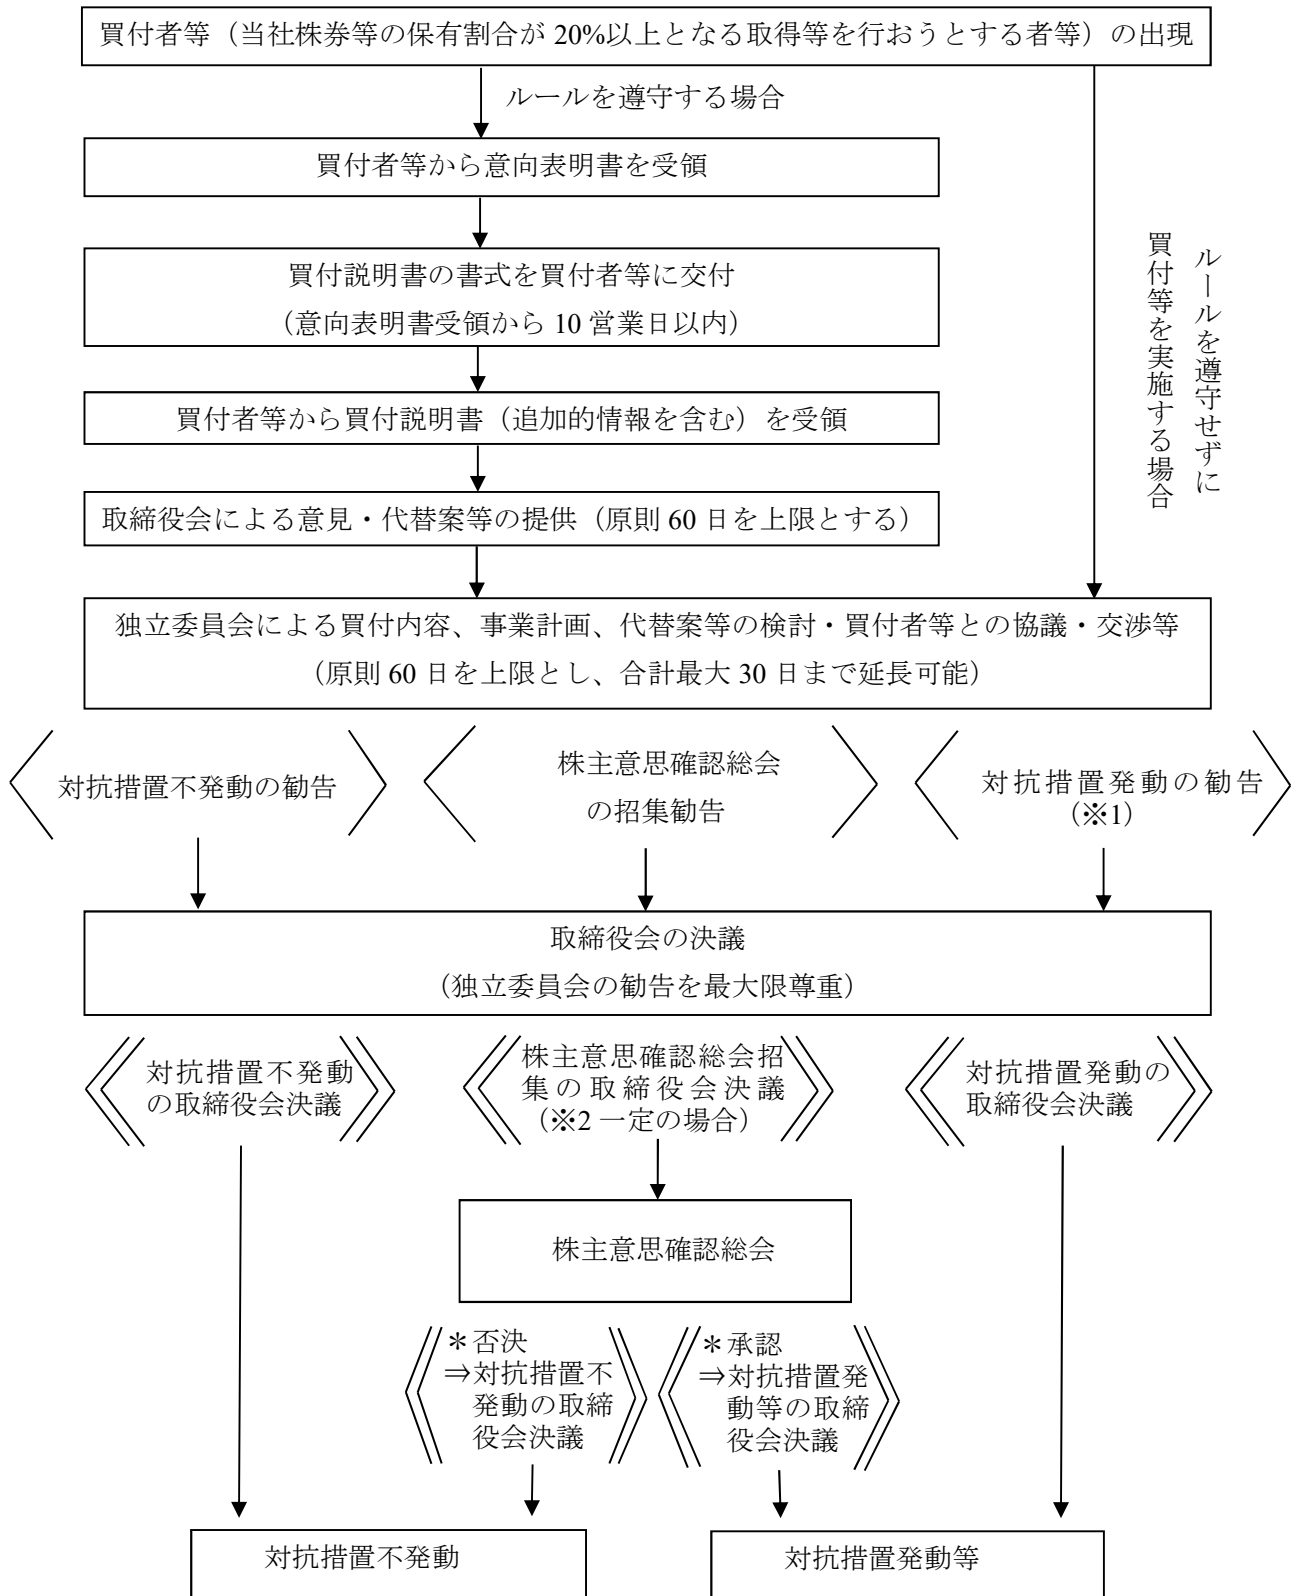 買付者等（当社株券等の保有割合が 20%以上となる取得等を行おうとする者等）の出現
ルールを遵守する場合
買付者等から意向表明書を受領
買付説明書の書式を買付者等に交付
（意向表明書受領から 10 営業日以内）
買付者等から買付説明書（追加的情報を含む）を受領
取締役会による意見・代替案等の提供（原則 60 日を上限とする）
ルールを遵守せずに
買付等を実施する場合
独立委員会による買付内容、事業計画、代替案等の検討・買付者等との協議・交渉等
（原則 60 日を上限とし、合計最大 30 日まで延長可能）
対抗措置不発動の勧告
株主意思確認総会
の招集勧告
対抗措置発動の勧告
（※1）
取締役会の決議
（独立委員会の勧告を最大限尊重）
対抗措置不発動
の取締役会決議
株主意思確認総会招
集の取締役会決議
（※2 一定の場合）
対抗措置発動の
取締役会決議
株主意思確認総会
＊否決
⇒対抗措置不
発動の取締
役会決議
＊承認
⇒対抗措置発
動等の取締
役会決議
対抗措置不発動
対抗措置発動等